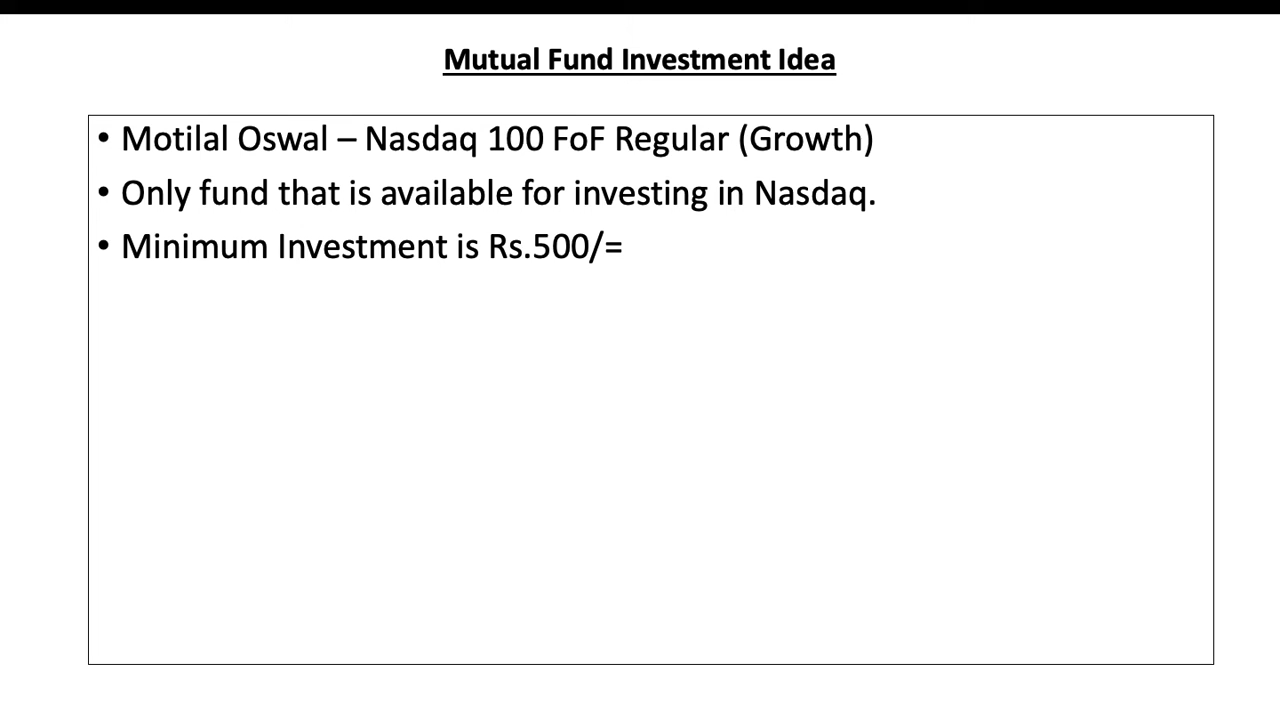 Mutual Fund Investment Idea
• Motilal Oswal – Nasdaq 100 FoF Regular (Growth)
• Only fund that is available for investing in Nasdaq.
• Minimum Investment is Rs.500/=